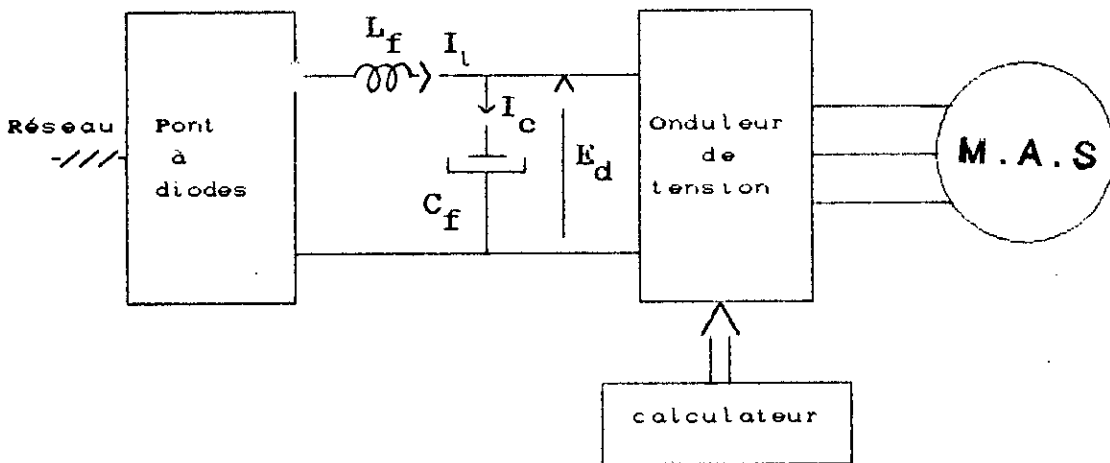 L_f
I_l
Réseau
Pont
à
diodes
I_c
C_f
E_d
Onduleur
de
tension
M.A.S
calculateur